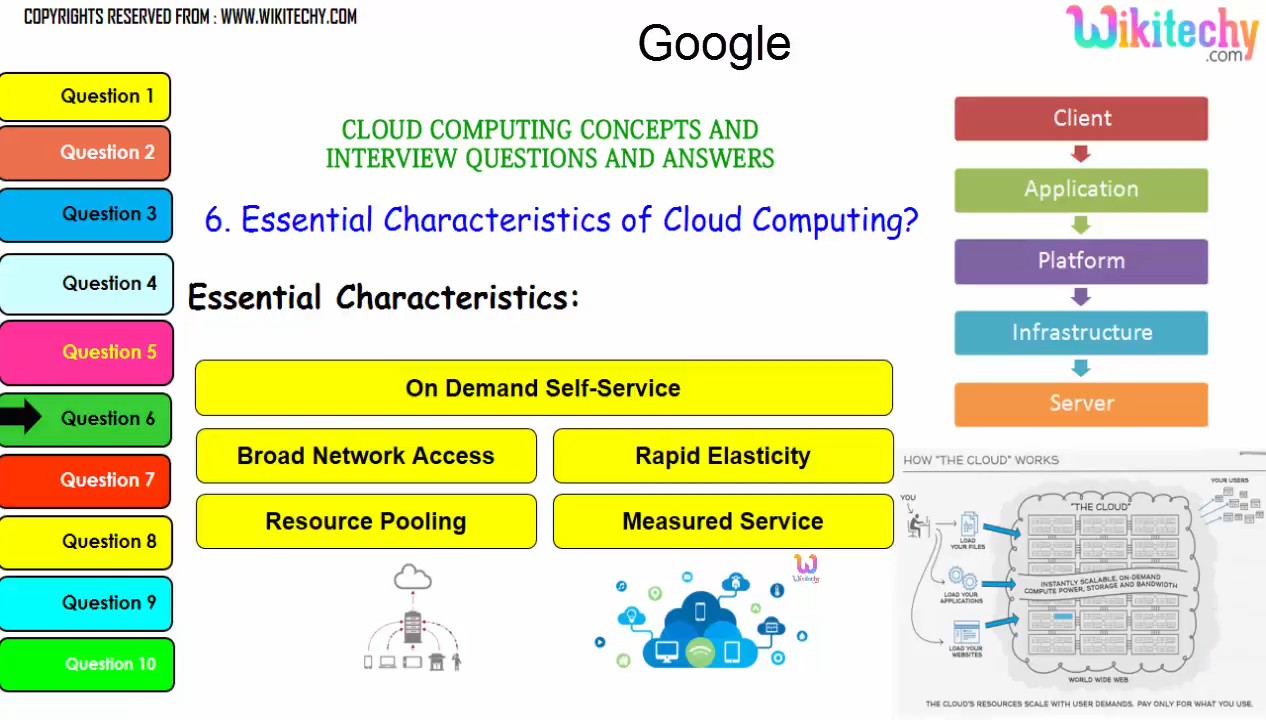 COPYRIGHTS RESERVED FROM : WWW.WIKITECHY.COM
Google
Wikitechy
.com
Question 1
Question 2
Question 3
Question 4
Question 5
Question 6
Question 7
Question 8
Question 9
Question 10
CLOUD COMPUTING CONCEPTS AND
INTERVIEW QUESTIONS AND ANSWERS
6. Essential Characteristics of Cloud Computing?
Essential Characteristics:
On Demand Self-Service
Broad Network Access
Rapid Elasticity
Resource Pooling
Measured Service
Wikitechy
Client
Application
Platform
Infrastructure
Server
HOW "THE CLOUD" WORKS
YOUR USERS
YOU
"THE CLOUD"
LOAD
YOUR FILES
INSTANTLY SCALABLE, ON-DEMAND
COMPUTE POWER, STORAGE AND BANDWIDTH
LOAD YOUR
APPLICATIONS
LOAD YOUR
WEBSITES
WORLD WIDE WEB
THE CLOUD'S RESOURCES SCALE WITH USER DEMANDS. PAY ONLY FOR WHAT YOU USE.